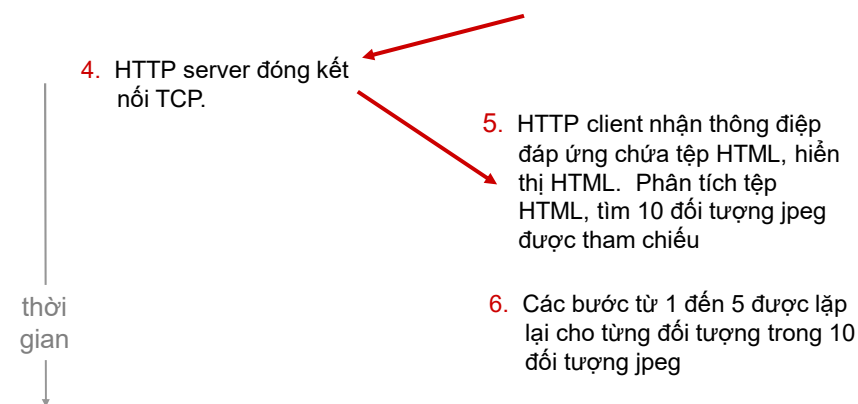 4. HTTP server đóng kết
nối TCP.
5. HTTP client nhận thông điệp
đáp ứng chứa tệp HTML, hiển
thị HTML. Phân tích tệp
HTML, tìm 10 đối tượng jpeg
được tham chiếu
thời
gian
6. Các bước từ 1 đến 5 được lặp
lại cho từng đối tượng trong 10
đối tượng jpeg